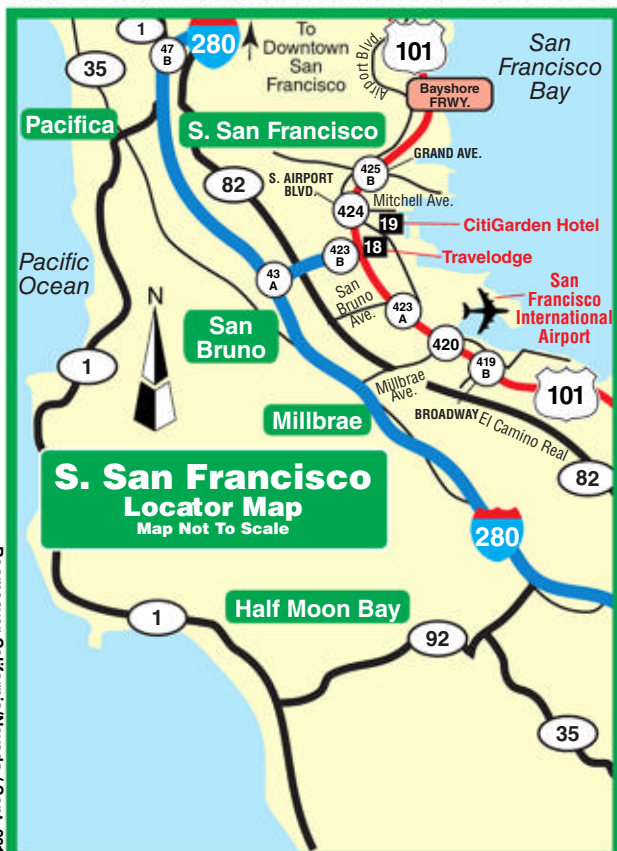 1
47
B
280
To
Downtown
San
Francisco
Airport Blvd.
101
San
Francisco
Bay
35
Bayshore
FRWY.
Pacifica
S. San Francisco
GRAND AVE.
425
B
82
S. AIRPORT
BLVD.
Mitchell Ave.
424
19
CitiGarden Hotel
423
B
18
Travelodge
Pacific
Ocean
43
A
N
San
Bruno
Ave.
423
A
San
Francisco
International
Airport
San
Bruno
420
419
B
1
Millbrae
Ave.
101
BROADWAY
El Camino Real
Millbrae
82
S. San Francisco
Locator Map
Map Not To Scale
280
Half Moon Bay
1
92
35